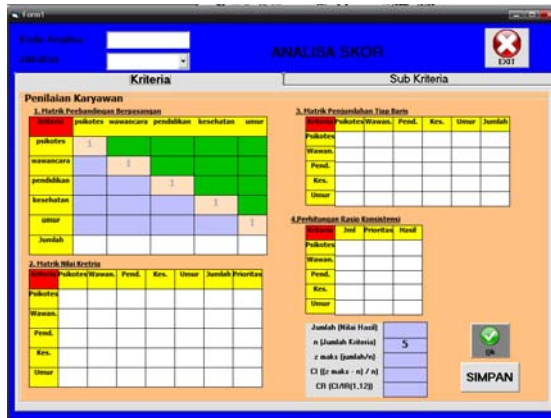 Form1
Kode Analisa
Jabatan
ANALISA SKOR
EXIT
Kriteria
Sub Kriteria
Penilaian Karyawan
1. Matrik Perbandingan Berpasangan
Kriteria psikotes wawancara pendidikan kesehatan umur
psikotes 1
wawancara 1
pendidikan 1
kesehatan 1
umur 1
Jumlah
2. Matrik Nilai Kretria
Kriteria Psikotes Wawan. Pend. Kes. Umur Jumlah Prioritas
Psikotes
Wawan.
Pend.
Kes.
Umur
3. Matrik Penjumlahan Tiap Baris
Kriteria Psikotes Wawan. Pend. Kes. Umur Jumlah
Psikotes
Wawan.
Pend.
Kes.
Umur
4.Perhitungan Rasio Konsistensi
Kriteria Jml Prioritas Hasil
Psikotes
Wawan.
Pend.
Kes.
Umur
Jumlah (Nilai Hasil)
n (Jumlah Kriteria) 5
z maks (jumlah/n)
CI ((z maks - n) / n)
CR (CI/IR(1,12))
Ok
SIMPAN